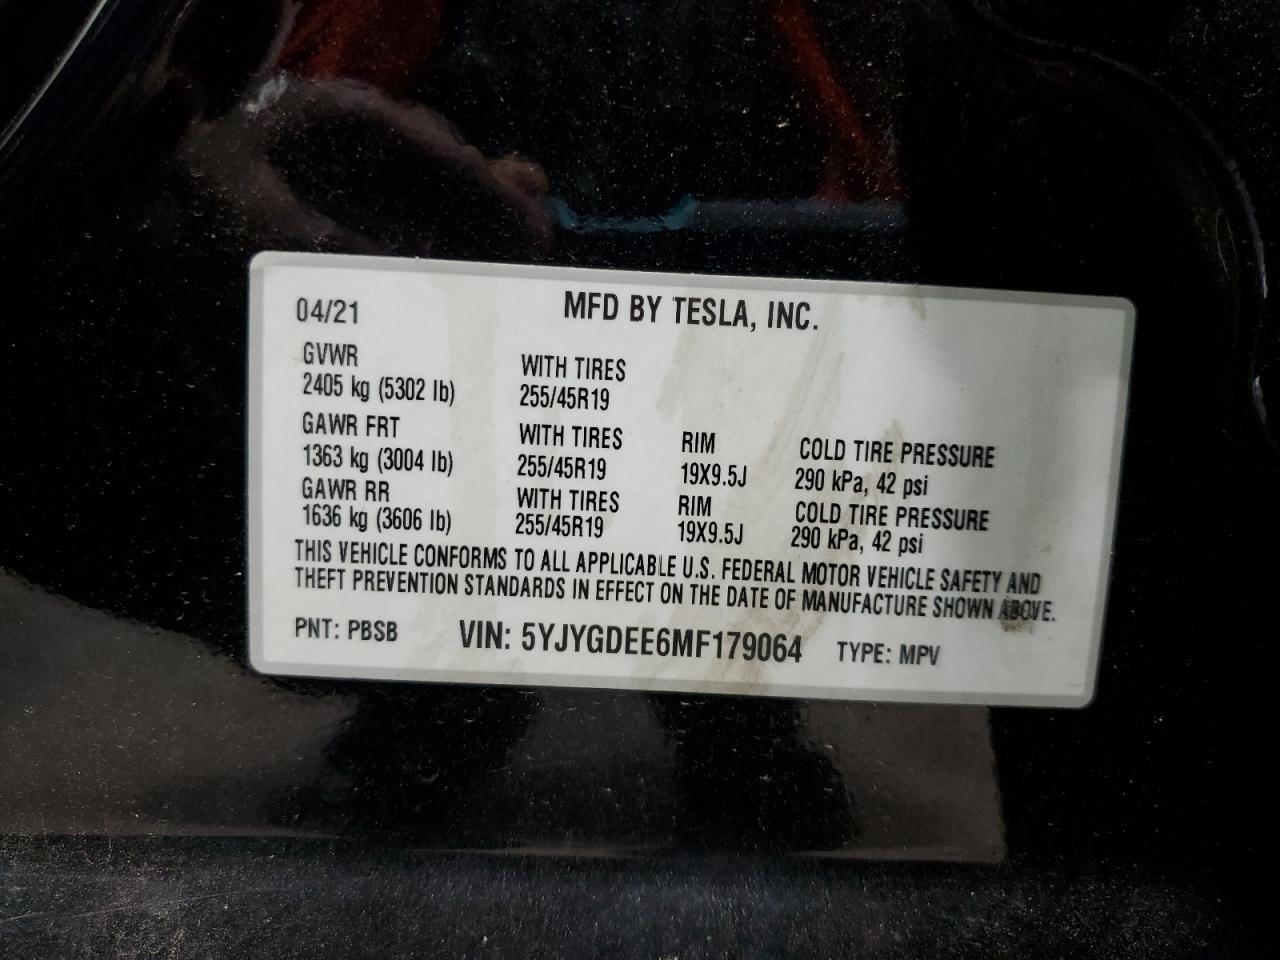 04/21 MFD BY TESLA, INC.
GVWR WITH TIRES
2405 kg (5302 lb) 255/45R19
GAWR FRT WITH TIRES RIM COLD TIRE PRESSURE
1363 kg (3004 lb) 255/45R19 19X9.5J 290 kPa, 42 psi
GAWR RR WITH TIRES RIM COLD TIRE PRESSURE
1636 kg (3606 lb) 255/45R19 19X9.5J 290 kPa, 42 psi
THIS VEHICLE CONFORMS TO ALL APPLICABLE U.S. FEDERAL MOTOR VEHICLE SAFETY AND
THEFT PREVENTION STANDARDS IN EFFECT ON THE DATE OF MANUFACTURE SHOWN ABOVE.
PNT: PBSB VIN: 5YJYGDEE6MF179064 TYPE: MPV